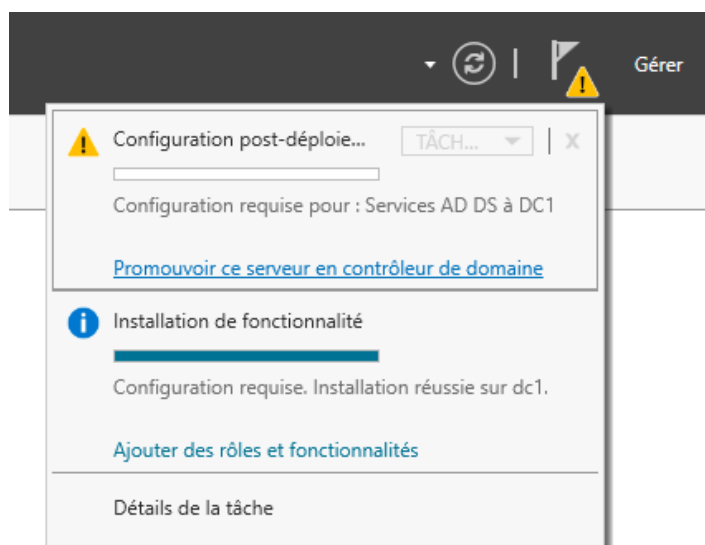 Gérer
Configuration post-déploie...
TÂCH...
X
Configuration requise pour : Services AD DS à DC1
Promouvoir ce serveur en contrôleur de domaine
Installation de fonctionnalité
Configuration requise. Installation réussie sur dc1.
Ajouter des rôles et fonctionnalités
Détails de la tâche